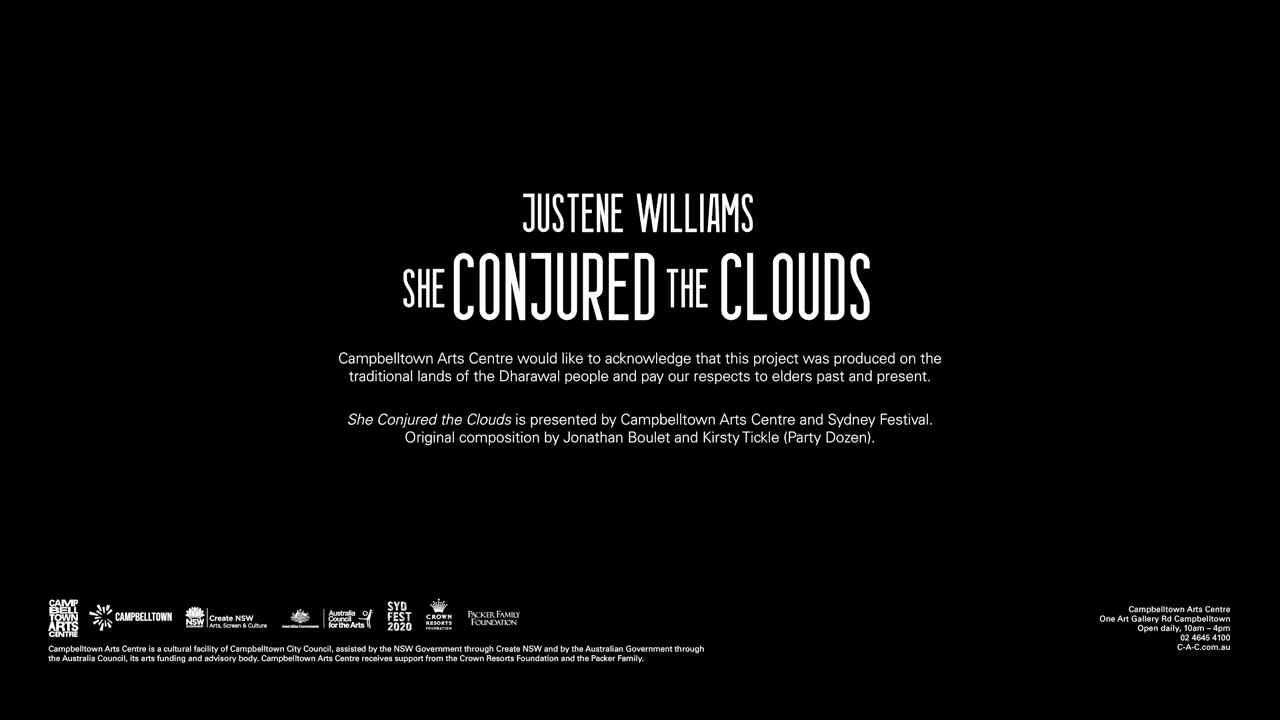 JUSTENE WILLIAMS
SHE CONJURED THE CLOUDS
Campbelltown Arts Centre would like to acknowledge that this project was produced on the
traditional lands of the Dharawal people and pay our respects to elders past and present.
She Conjured the Clouds is presented by Campbelltown Arts Centre and Sydney Festival.
Original composition by Jonathan Boulet and Kirsty Tickle (Party Dozen).
CAMP
BELL
TOWN
ARTS
CENTRE
CAMPBELLTOWN
NSW
GOVERNMENT
Create NSW
Arts, Screen & Culture
Australian Government
Australia
Council
for the Arts
SYD
FEST
2020
CROWN
RESORTS
FOUNDATION
PACKER FAMILY
FOUNDATION
Campbelltown Arts Centre is a cultural facility of Campbelltown City Council, assisted by the NSW Government through Create NSW and by the Australian Government through
the Australia Council, its arts funding and advisory body. Campbelltown Arts Centre receives support from the Crown Resorts Foundation and the Packer Family.
Campbelltown Arts Centre
One Art Gallery Rd Campbelltown
Open daily, 10am – 4pm
02 4645 4100
C-A-C.com.au